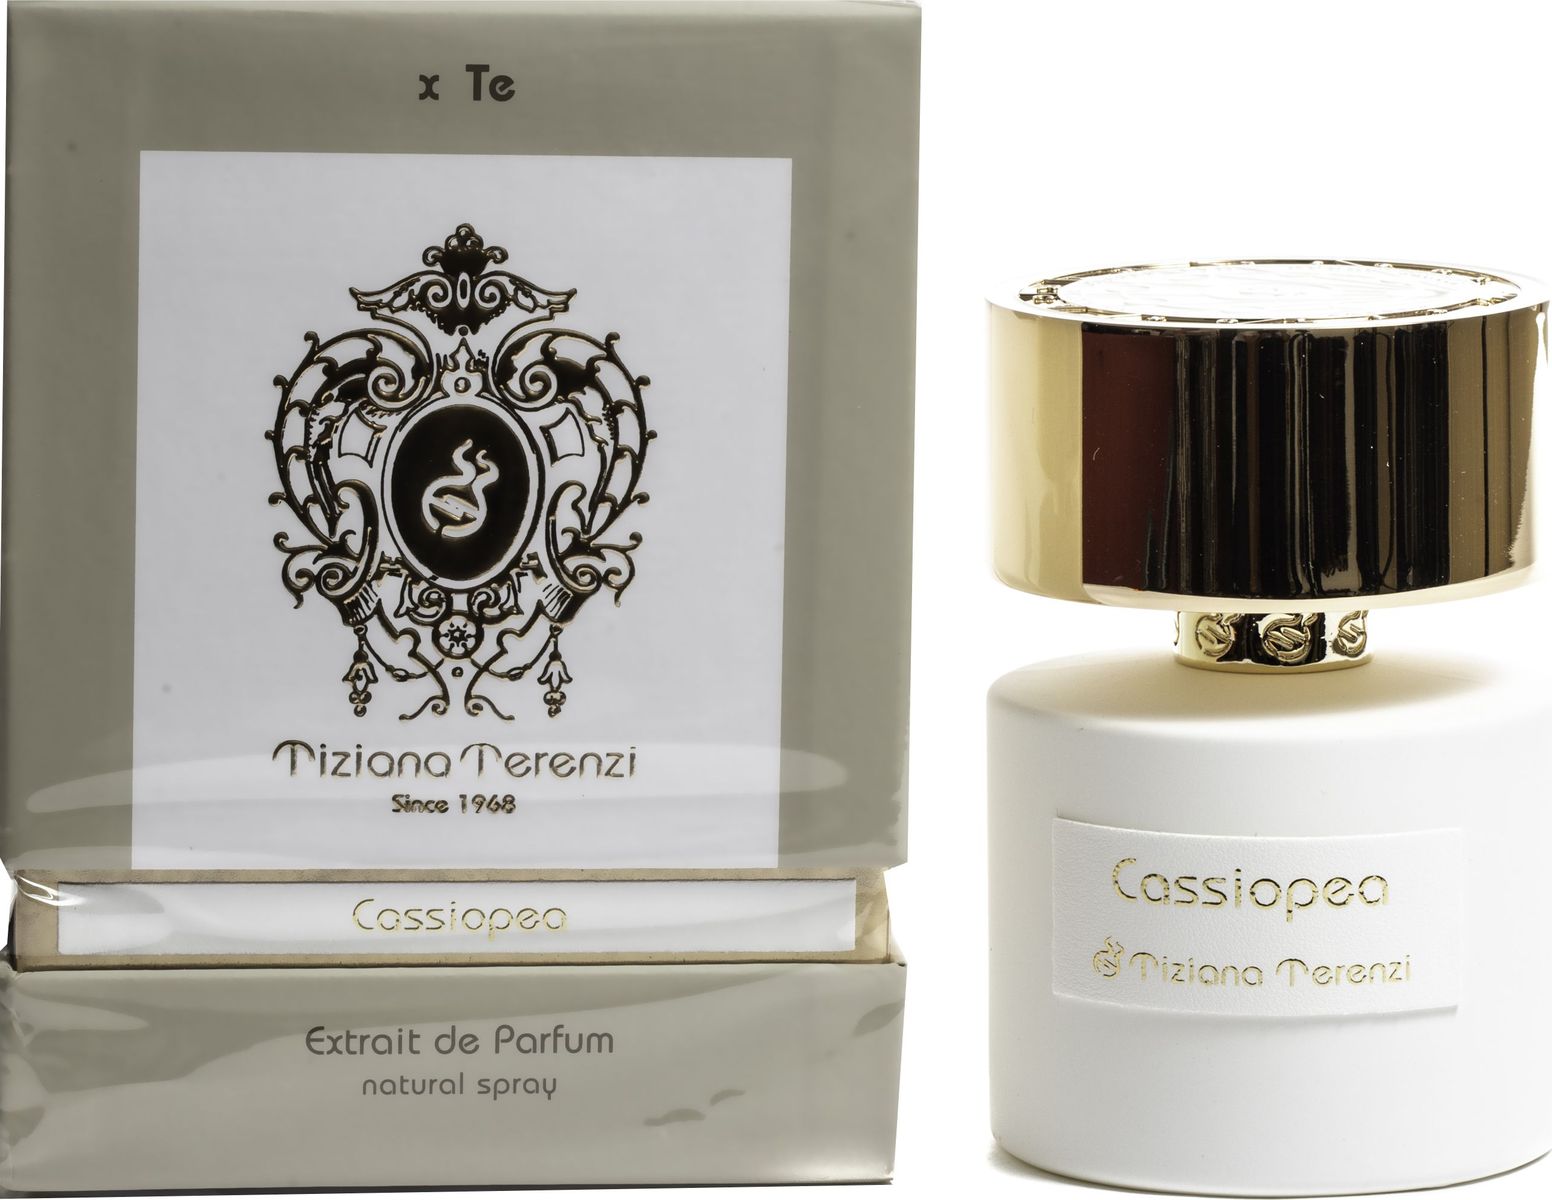 x Te
Tiziana Terenzi
Since 1968
Cassiopea
Extrait de Parfum
natural spray
Cassiopea
Tiziana Terenzi